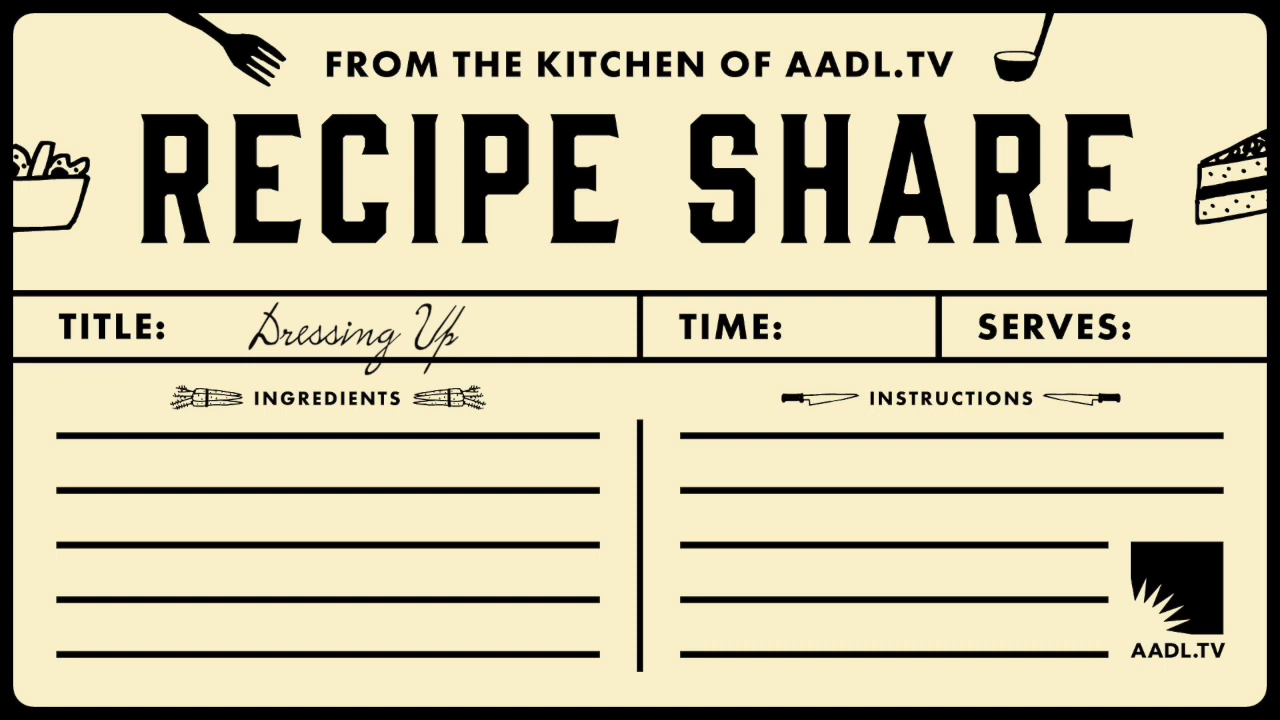 FROM THE KITCHEN OF AADL.TV
RECIPE SHARE
TITLE: Dressing Up
TIME:
SERVES:
INGREDIENTS
INSTRUCTIONS
AADL.TV